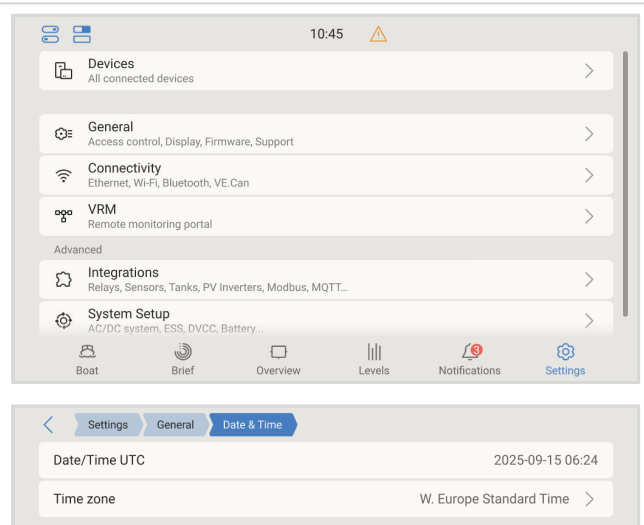 10:45
Devices
All connected devices
General
Access control, Display, Firmware, Support
Connectivity
Ethernet, Wi-Fi, Bluetooth, VE.Can
VRM
Remote monitoring portal
Advanced
Integrations
Relays, Sensors, Tanks, PV Inverters, Modbus, MQTT...
System Setup
AC/DC system, ESS, DVCC, Battery...
3
Boat Brief Overview Levels Notifications Settings
Settings General Date & Time
Date/Time UTC 2025-09-15 06:24
Time zone W. Europe Standard Time